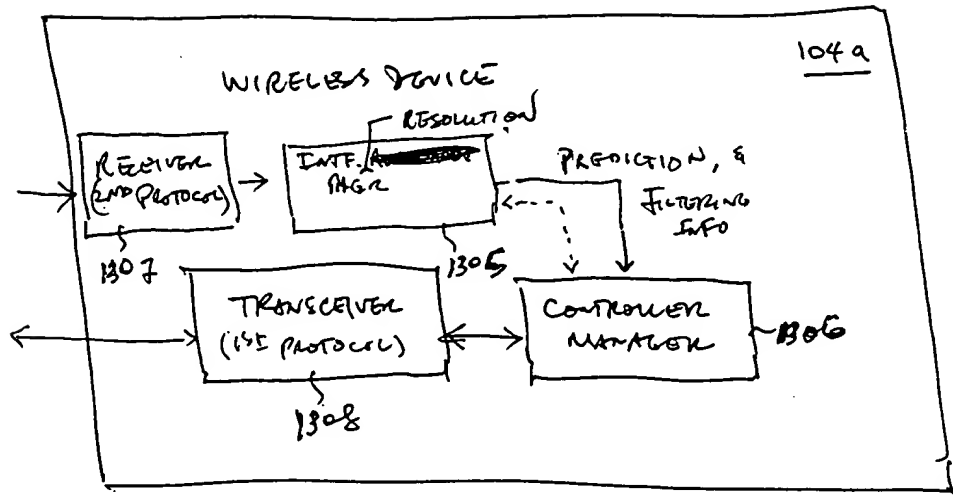 104a
WIRELESS DEVICE
RESOLUTION
RECEIVER
(2ND PROTOCOL)
INTF.
MGR
PREDICTION, &
FILTERING
INFO
1307
1305
TRANSCEIVER
(1ST PROTOCOL)
CONTROLLER
MANAGER
1306
1308